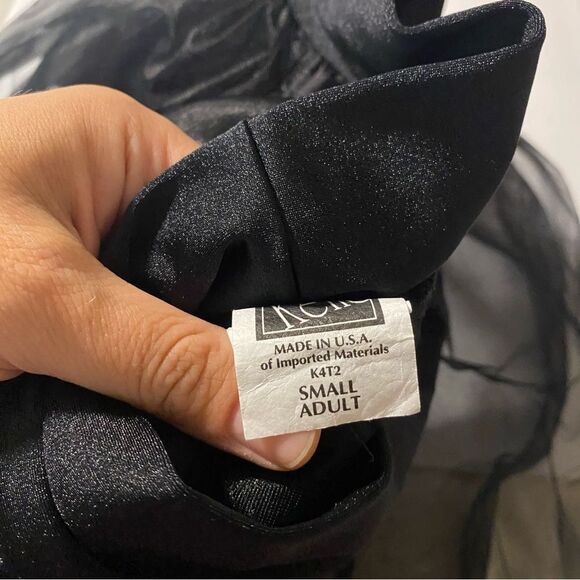 MADE IN U.S.A.
of Imported Materials
K4T2
SMALL
ADULT